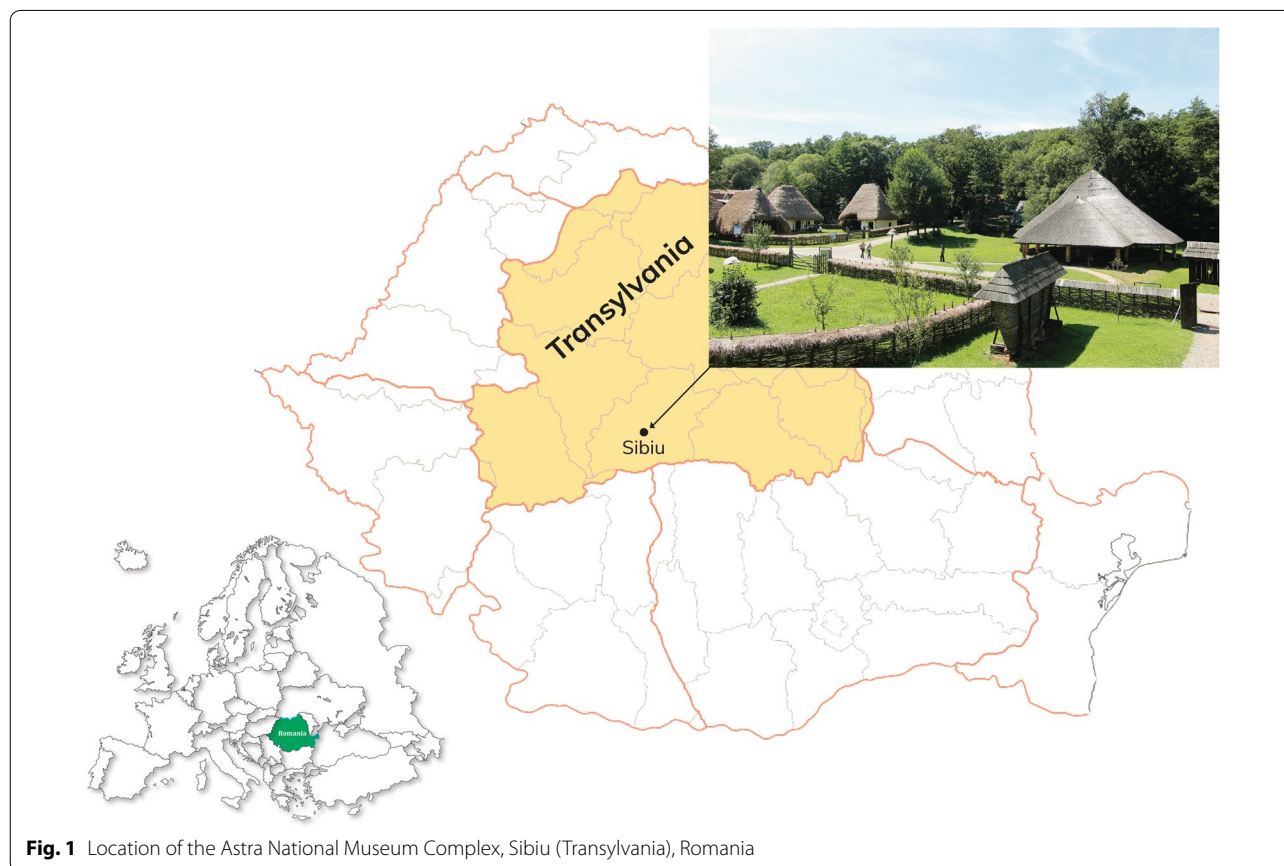 Transylvania
Sibiu
Romania
Fig. 1 Location of the Astra National Museum Complex, Sibiu (Transylvania), Romania